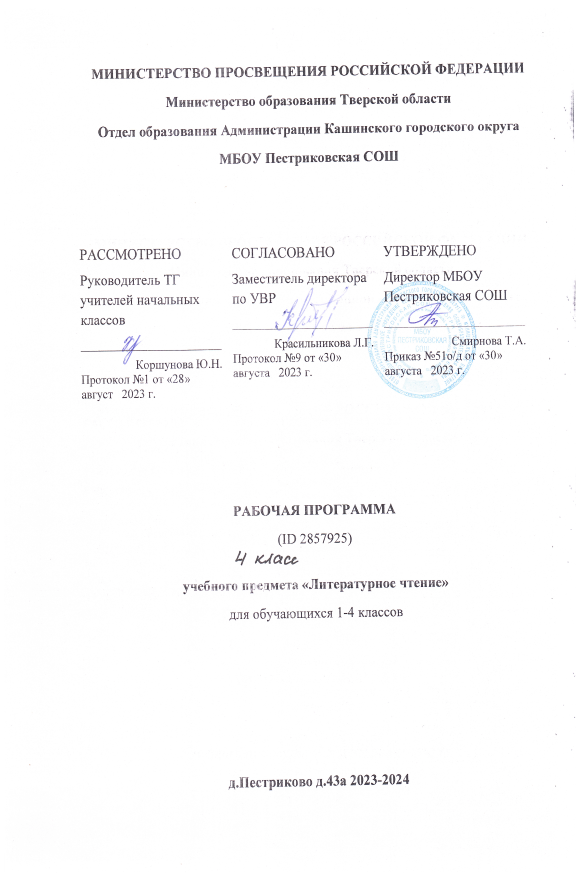 МИНИСТЕРСТВО ПРОСВЕЩЕНИЯ РОССИЙСКОЙ ФЕДЕРАЦИИ
Министерство образования Тверской области
Отдел образования Администрации Кашинского городского округа
МБОУ Пестриковская СОШ
РАССМОТРЕНО
Руководитель ТГ
учителей начальных
классов
Коршунова Ю.Н.
Протокол №1 от «28»
август 2023 г.
СОГЛАСОВАНО
Заместитель директора
по УВР
Красильникова Л.Г.
Протокол №9 от «30»
августа 2023 г.
УТВЕРЖДЕНО
Директор МБОУ
Пестриковская СОШ
Смирнова Т.А.
Приказ №51о/д от «30»
августа 2023 г.
РАБОЧАЯ ПРОГРАММА
(ID 2857925)
4 класс
учебного предмета «Литературное чтение»
для обучающихся 1-4 классов
д.Пестриково д.43а 2023-2024